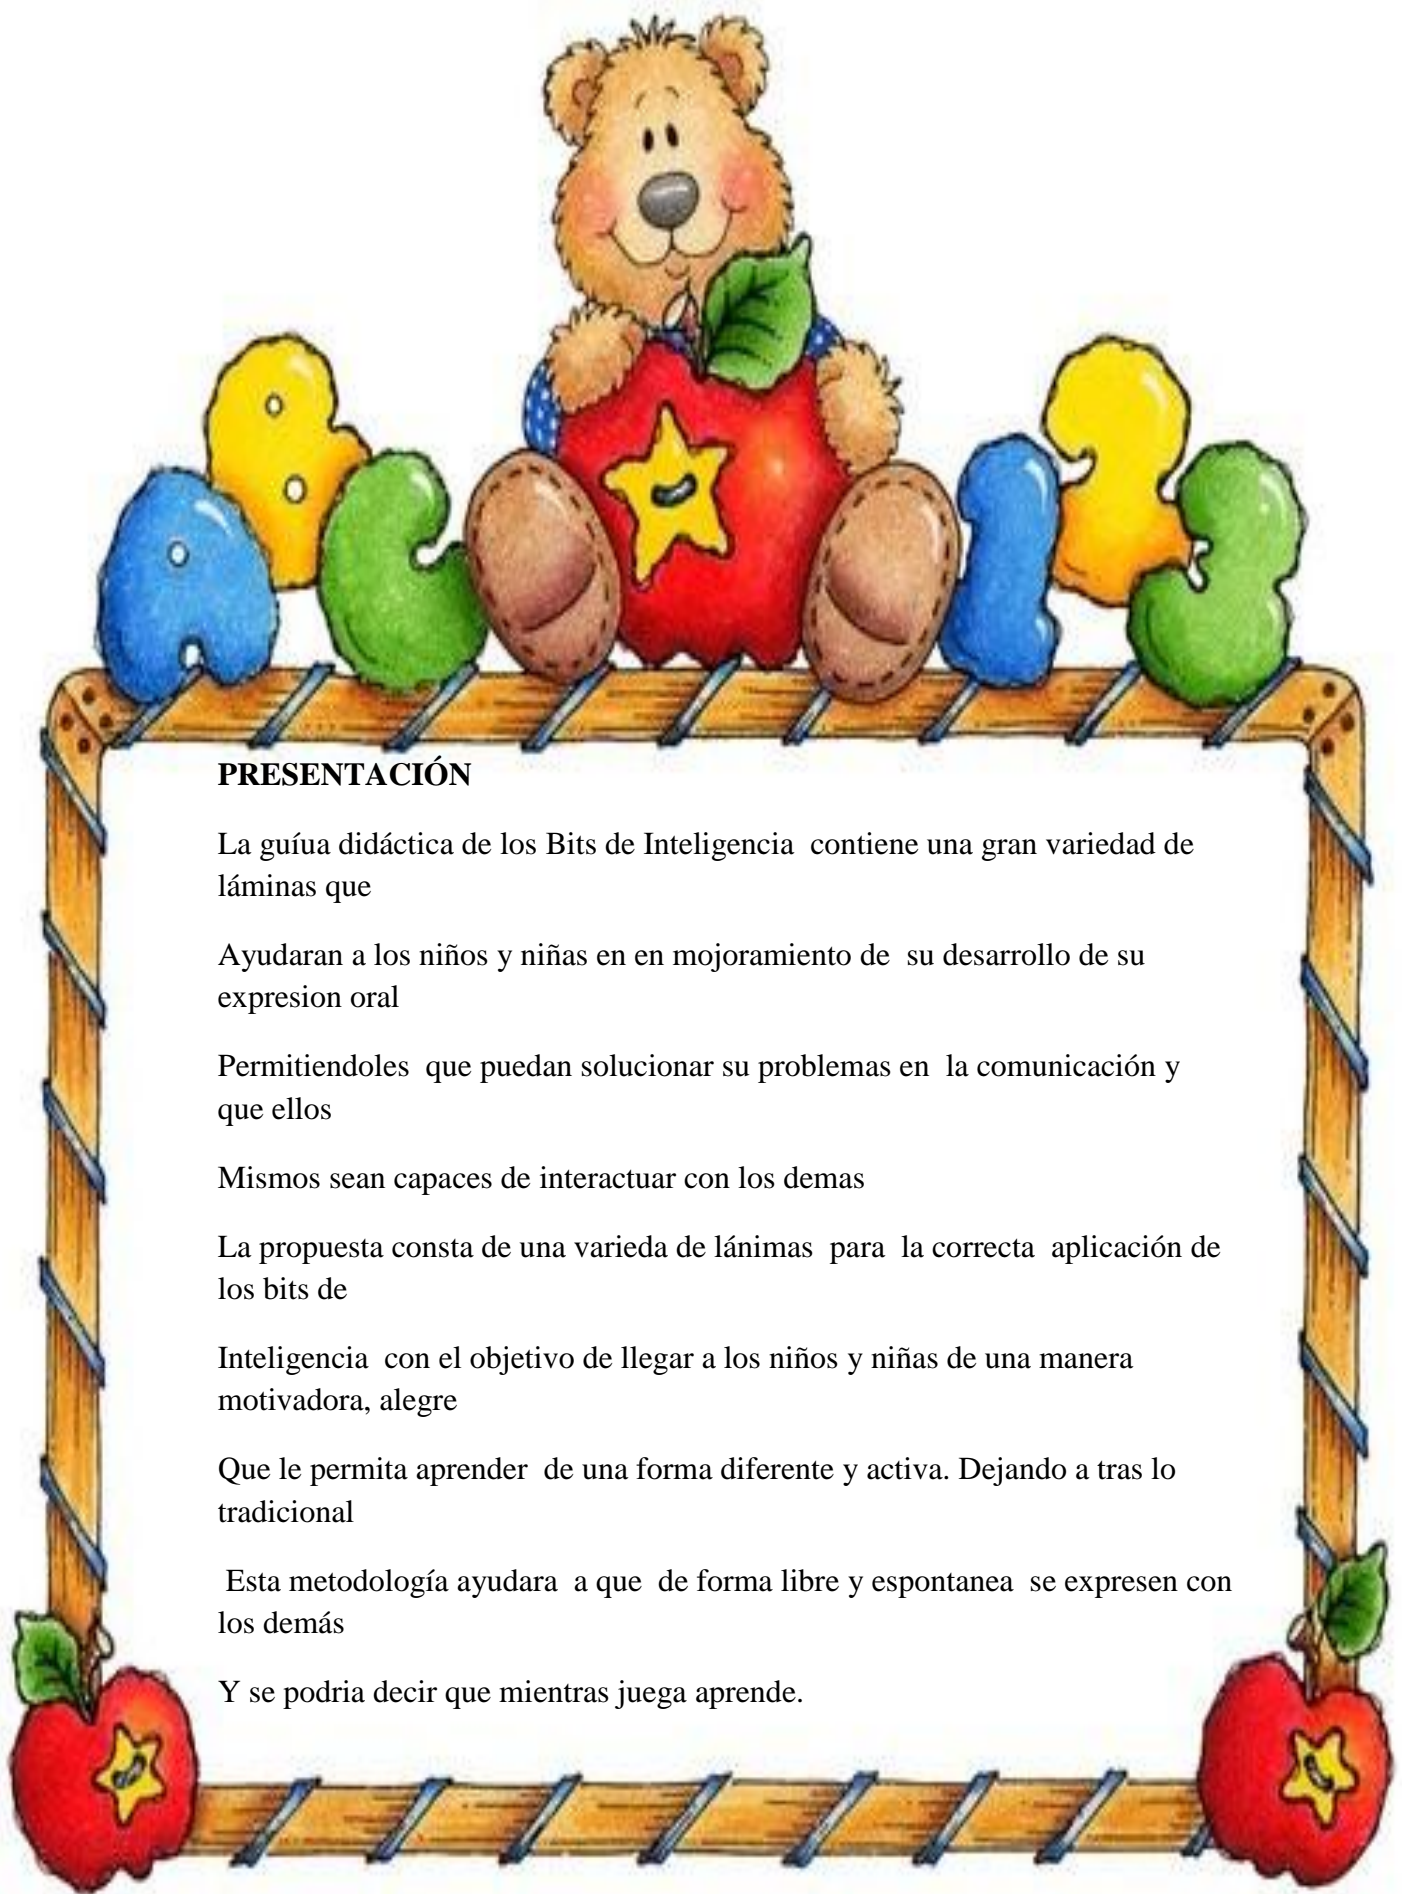 ABC
123
PRESENTACIÓN
La guíua didáctica de los Bits de Inteligencia  contiene una gran variedad de
láminas que
Ayudaran a los niños y niñas en en mojoramiento de  su desarrollo de su
expresion oral
Permitiendoles  que puedan solucionar su problemas en  la comunicación y
que ellos
Mismos sean capaces de interactuar con los demas
La propuesta consta de una varieda de lánimas  para  la correcta  aplicación de
los bits de
Inteligencia  con el objetivo de llegar a los niños y niñas de una manera
motivadora, alegre
Que le permita aprender  de una forma diferente y activa. Dejando a tras lo
tradicional
Esta metodología ayudara  a que  de forma libre y espontanea  se expresen con
los demás
Y se podria decir que mientras juega aprende.